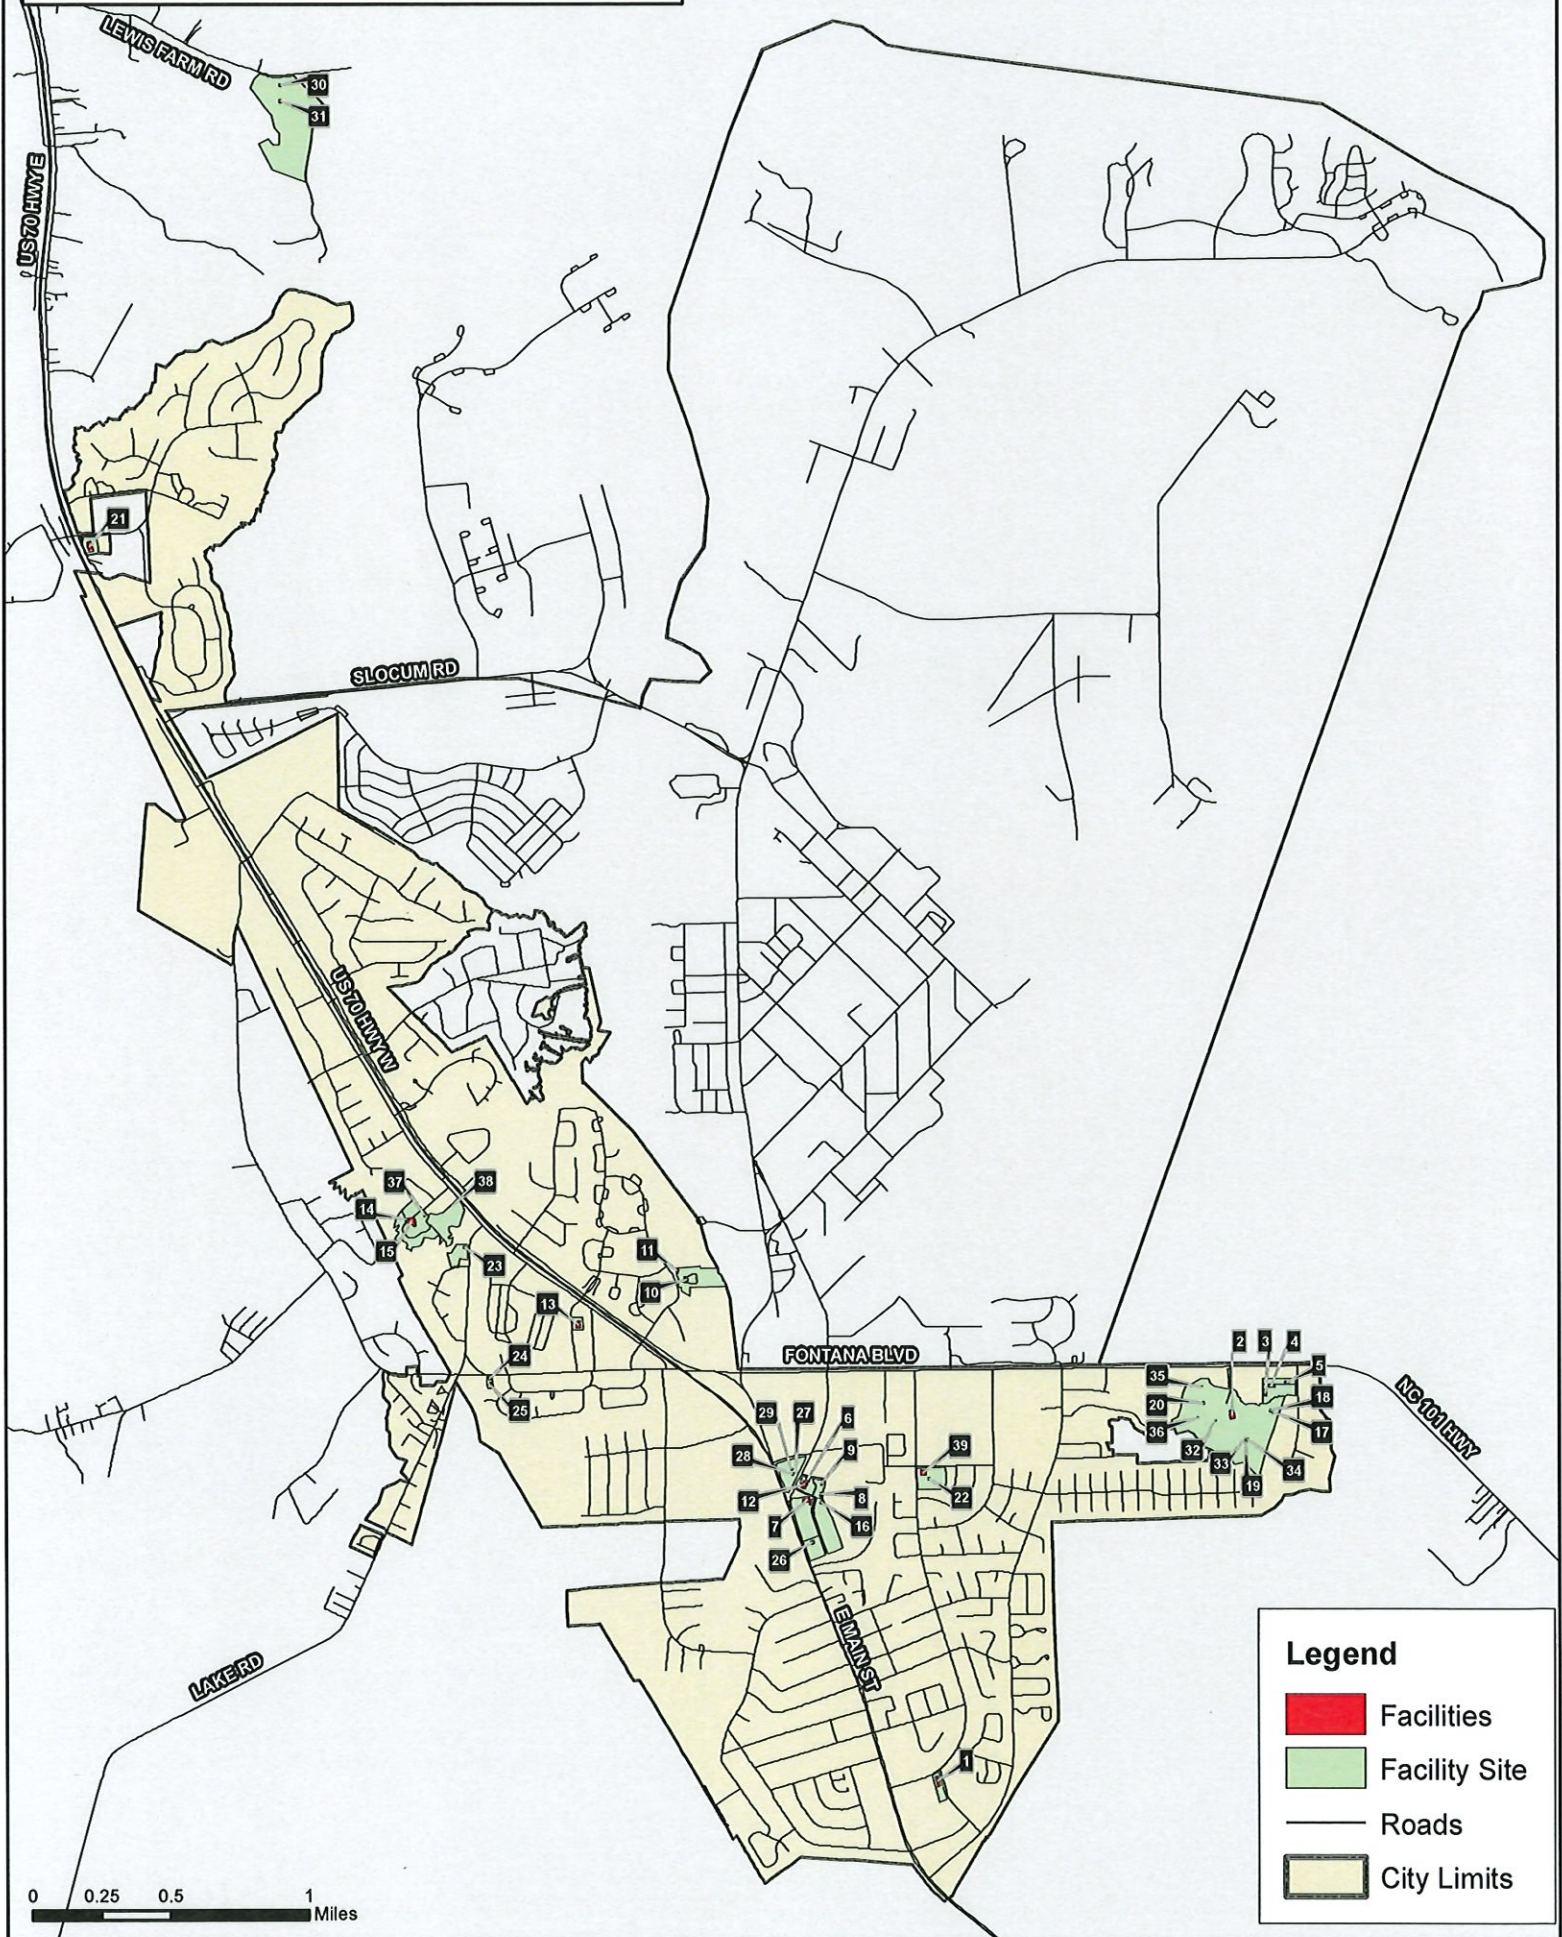 LEWIS FARM RD
30
31
US 70 HWY E
21
SLOCUM RD
US 70 HWY W
37
38
14
15
23
11
10
13
24
25
FONTANA BLVD
2
3
4
5
35
20
18
36
17
32
33
34
19
NC 101 HWY
29
27
6
28
9
39
12
8
22
7
16
26
E MAIN ST
LAKE RD
1
Legend
Facilities
Facility Site
Roads
City Limits
0 0.25 0.5 1
Miles